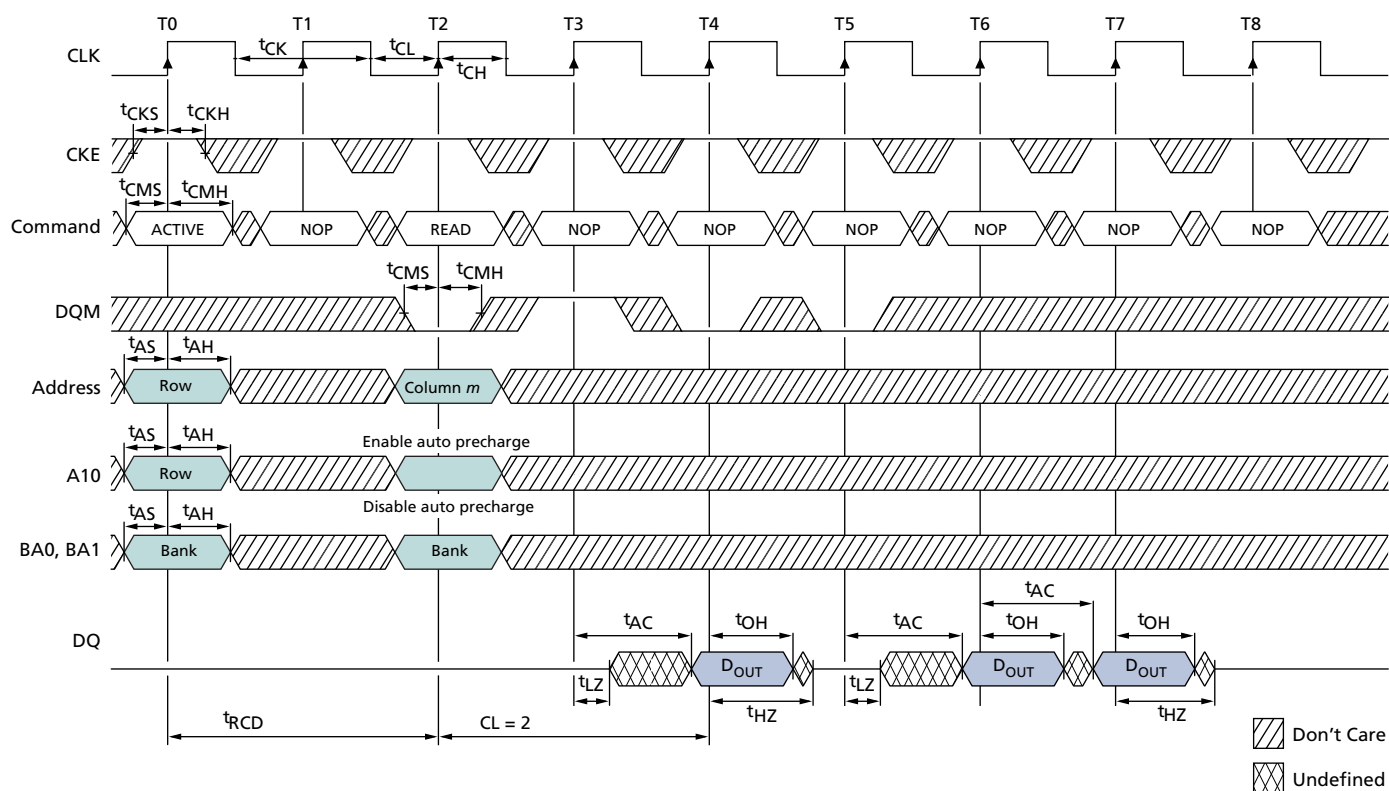 T0 T1 T2 T3 T4 T5 T6 T7 T8
CLK
tCK tCL
tCH
tCKS tCKH
CKE
tCMS tCMH
Command ACTIVE NOP READ NOP NOP NOP NOP NOP NOP
tCMS tCMH
DQM
tAS tAH
Address Row Column m
tAS tAH Enable auto precharge
A10 Row
tAS tAH Disable auto precharge
BA0, BA1 Bank Bank
tAC
DQ tAC tOH tAC tOH tOH
DOUT DOUT DOUT
tLZ tHZ tLZ tHZ
tRCD CL = 2
Don't Care
Undefined